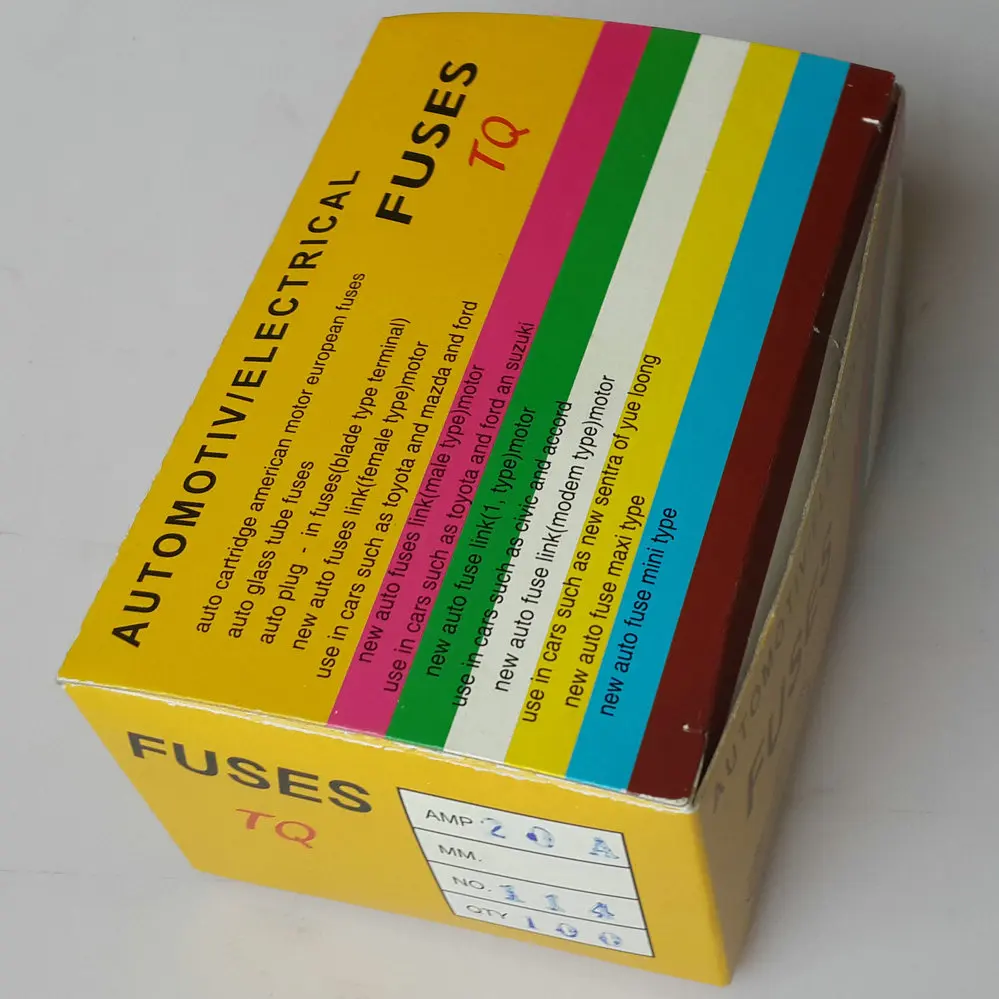 AUTOMOTIV/ELECTRICAL
FUSES
TQ
auto cartridge american motor european fuses
auto glass tube fuses
auto plug - in fuses(blade type terminal)
new auto fuses link(female type)motor
use in cars such as toyota and mazda and ford
new auto fuses link(male type)motor
use in cars such as toyota and ford an suzuki
new auto fuse link(1, type)motor
use in cars such as civic and accord
new auto fuse link(modem type)motor
use in cars such as new sentra of yue loong
new auto fuse maxi type
new auto fuse mini type
FUSES
TQ
AMP 20 A
MM.
NO. 114
QTY 100
AUTOMOTIV
FUSES